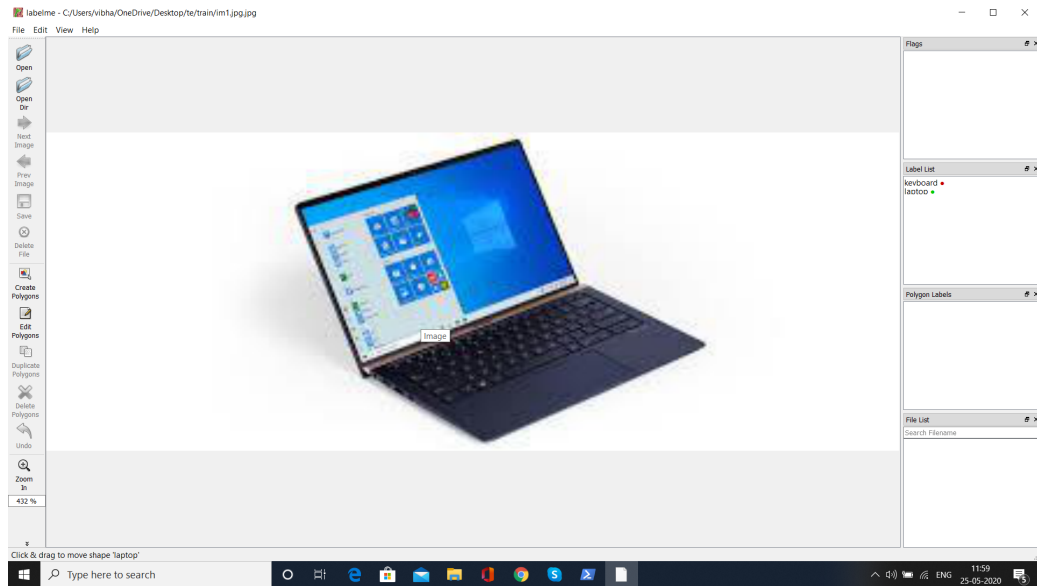 labelme - C:/Users/vibha/OneDrive/Desktop/te/train/im1.jpg.jpg
File Edit View Help
Open
Open
Dir
Next
Image
Prev
Image
Save
Delete
File
Create
Polygons
Edit
Polygons
Duplicate
Polygons
Delete
Polygons
Undo
Zoom
In
432 %
Image
Flags
Label List
keyboard
laptop
Polygon Labels
File List
Search Filename
Click & drag to move shape 'laptop'
Type here to search
ENG
11:59
25-05-2020
5